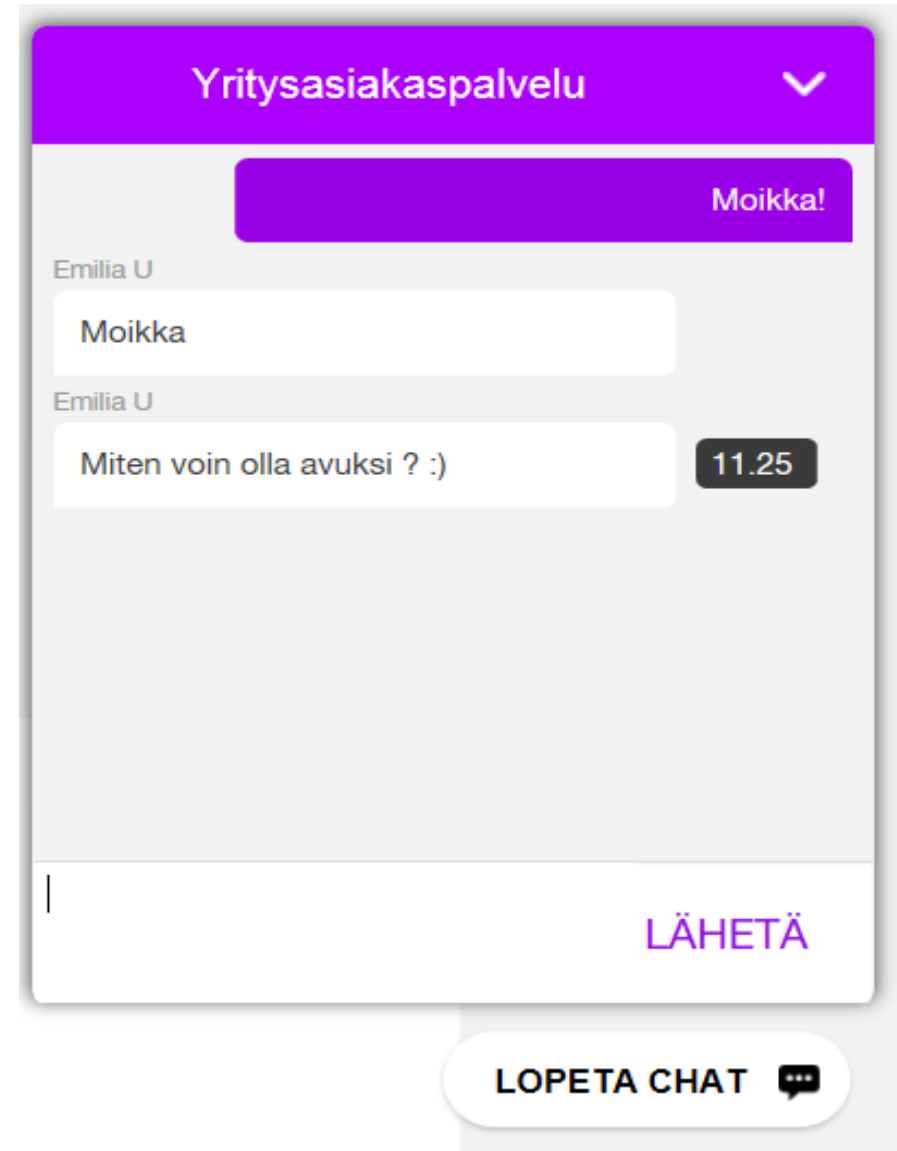 Yritysasiakaspalvelu
Moikka!
Emilia U
Moikka
Emilia U
Miten voin olla avuksi ? :)
11.25
LÄHETÄ
LOPETA CHAT